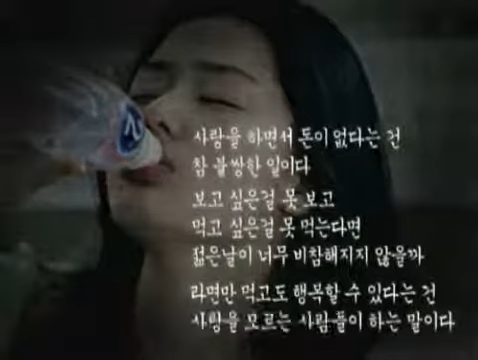 사랑을 하면서 돈이 없다는 건
참 불쌍한 일이다
보고 싶은걸 못 보고
먹고 싶은걸 못 먹는다면
젊은날이 너무 비참해지지 않을까
라면만 먹고도 행복할 수 있다는 건
사랑을 모르는 사람들이 하는 말이다